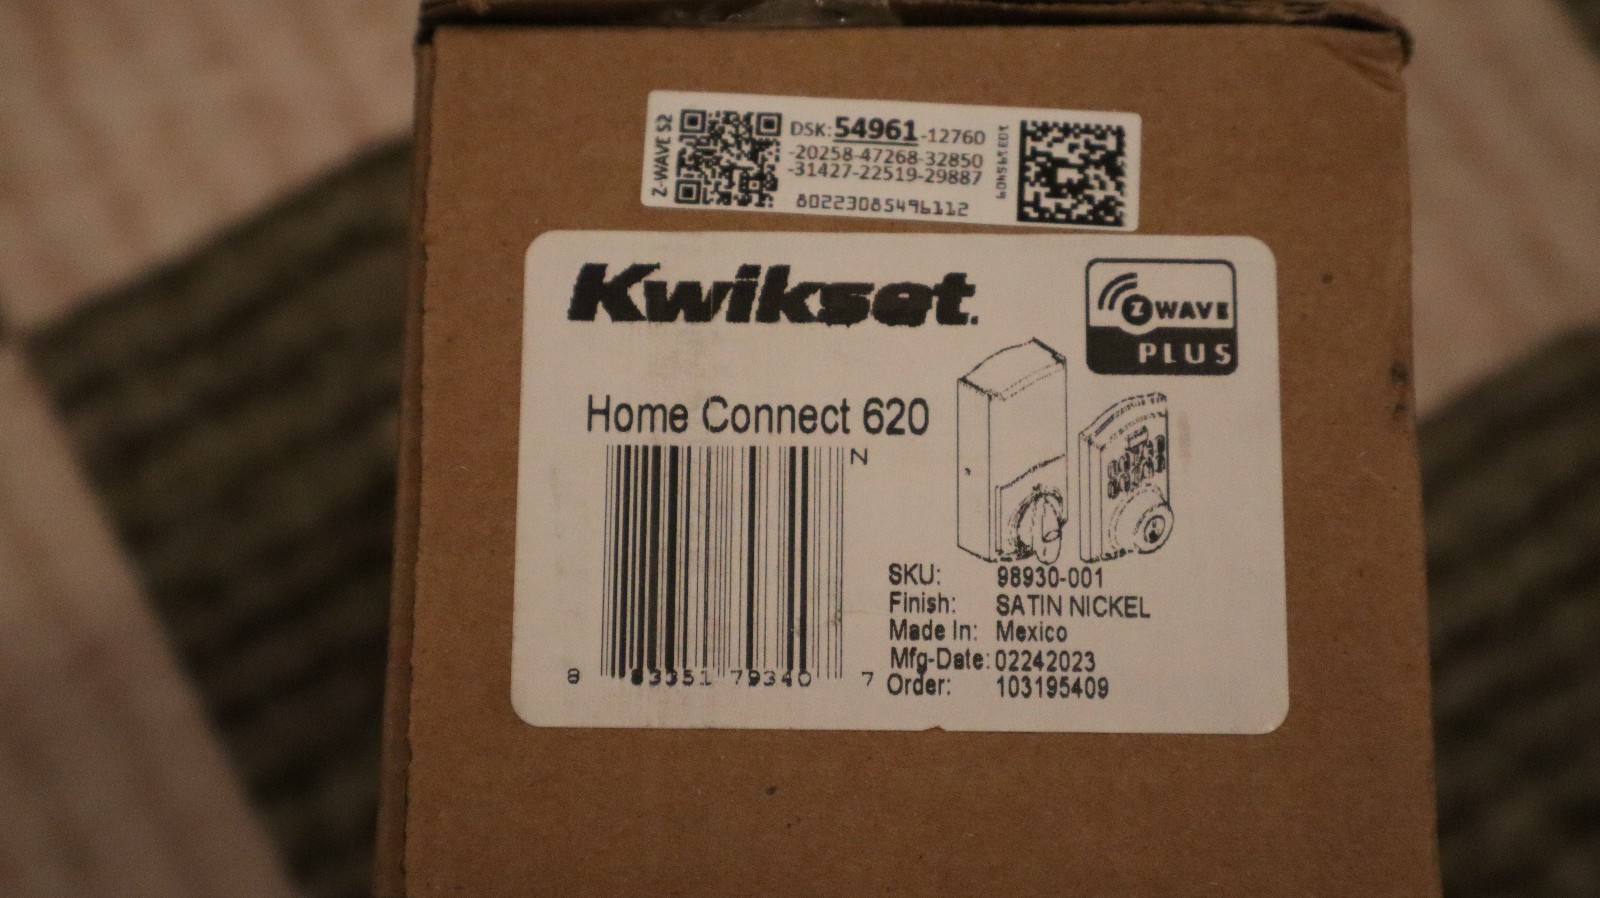 Z-WAVE S2
DSK: 54961-12760
-20258-47268-32850
-31427-22519-29887
80223085496112
103195409
Kwikset.
Z WAVE
PLUS
Home Connect 620
N
8 83351 79340 7
SKU: 98930-001
Finish: SATIN NICKEL
Made In: Mexico
Mfg-Date: 02242023
Order: 103195409